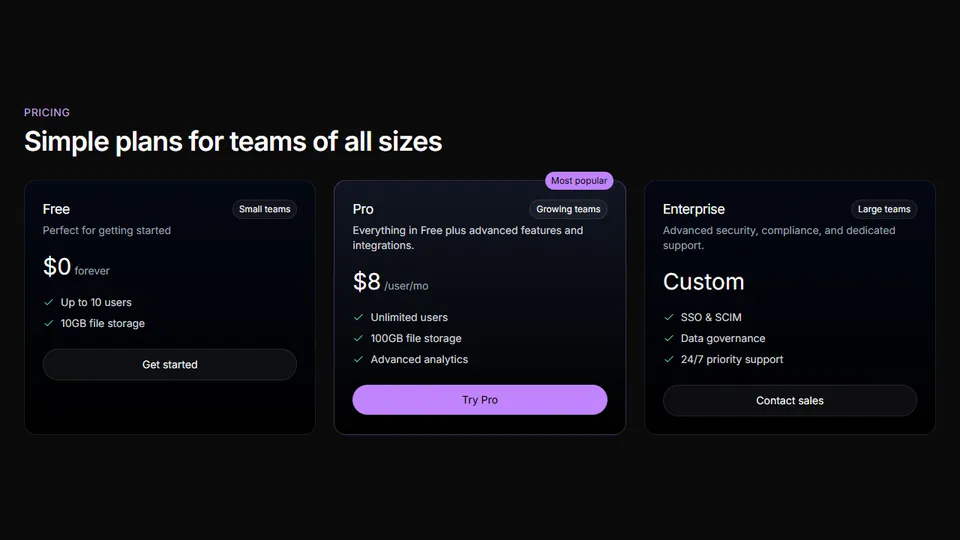 PRICING
Simple plans for teams of all sizes
Free
Small teams
Perfect for getting started
$0 forever
Up to 10 users
10GB file storage
Get started
Most popular
Pro
Growing teams
Everything in Free plus advanced features and
integrations.
$8 /user/mo
Unlimited users
100GB file storage
Advanced analytics
Try Pro
Enterprise
Large teams
Advanced security, compliance, and dedicated
support.
Custom
SSO & SCIM
Data governance
24/7 priority support
Contact sales